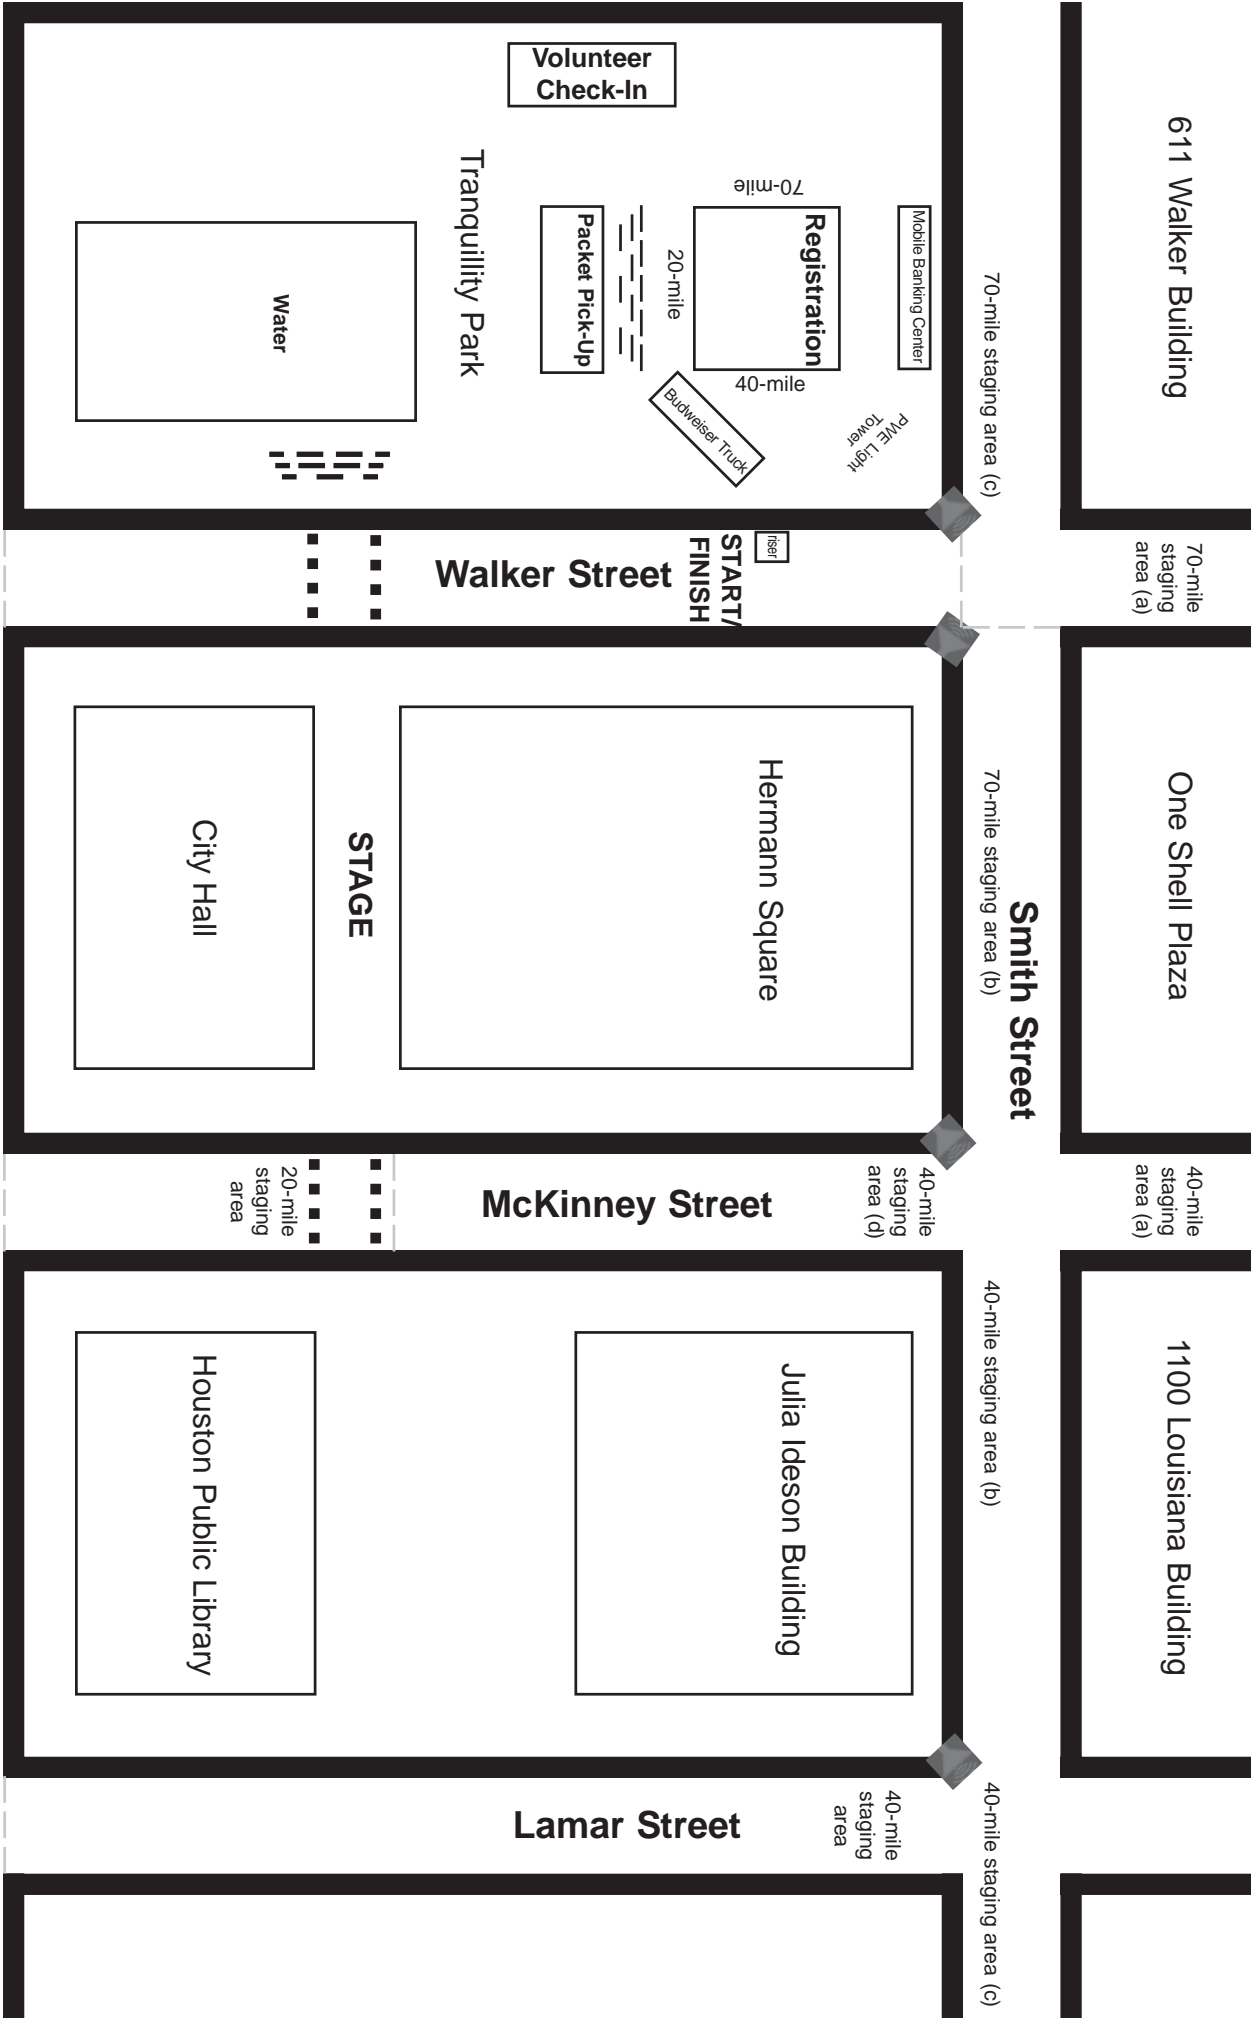 Volunteer
Check-In
611 Walker Building
Tranquillity Park
70-mile
Registration
20-mile
40-mile
Packet Pick-Up
Mobile Banking Center
Budweiser Truck
PWE Light
Tower
Water
70-mile staging area (c)
70-mile
staging
area (a)
Walker Street
START/
FINISH
riser
One Shell Plaza
70-mile staging area (b)
Smith Street
Hermann Square
STAGE
City Hall
20-mile
staging
area
McKinney Street
40-mile
staging
area (d)
40-mile
staging
area (a)
40-mile staging area (b)
1100 Louisiana Building
Julia Ideson Building
Houston Public Library
Lamar Street
40-mile
staging
area
40-mile staging area (c)